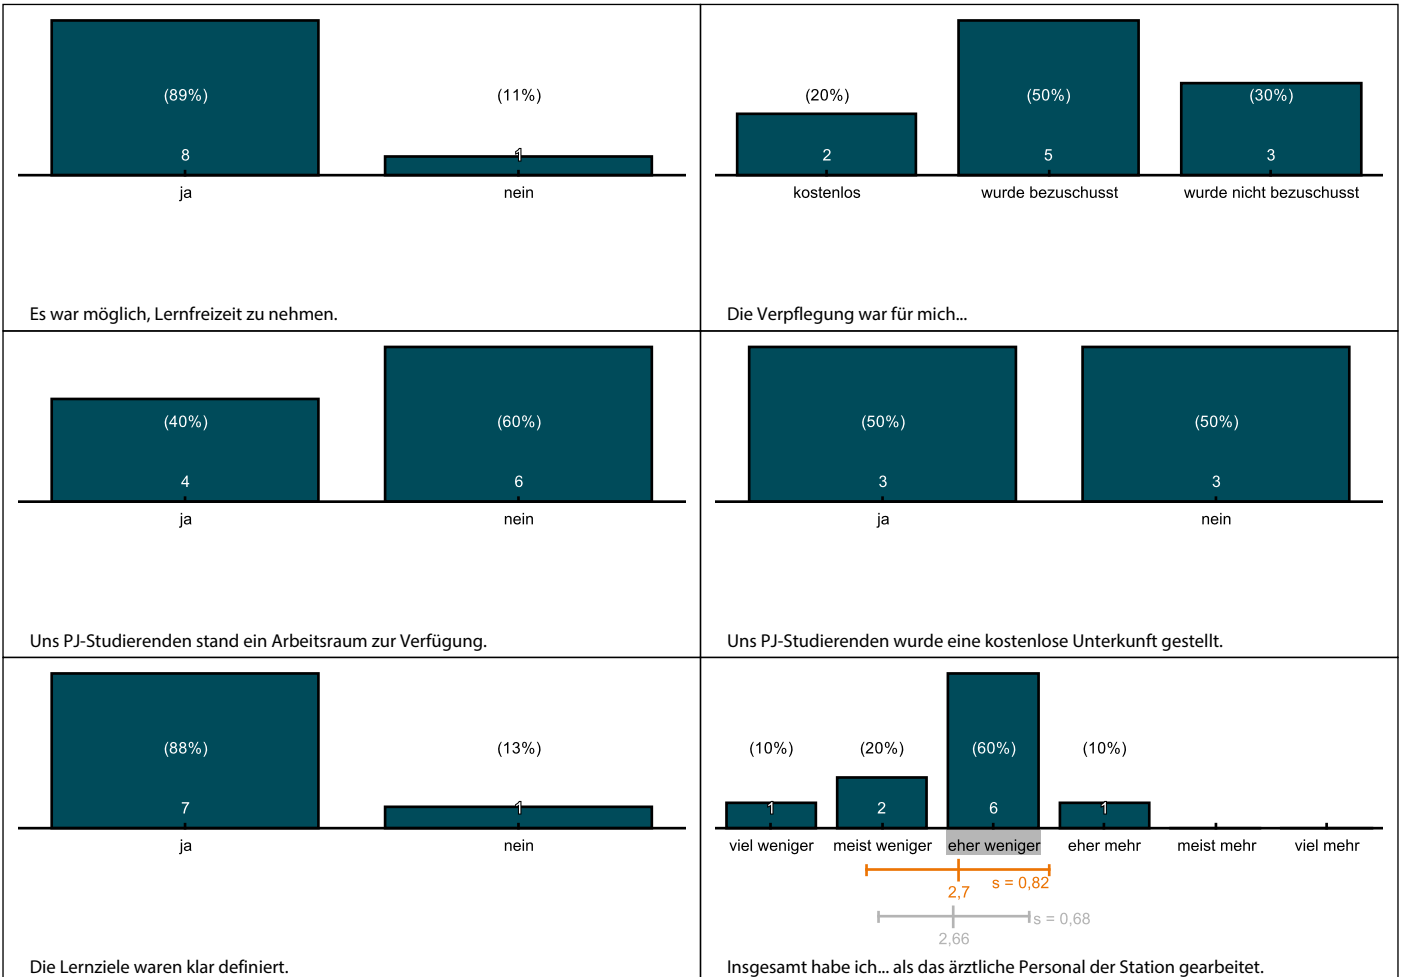 (89%)
(11%)
8
1
ja
nein
Es war möglich, Lernfreizeit zu nehmen.
(20%)
(50%)
(30%)
2
5
3
kostenlos
wurde bezuschusst
wurde nicht bezuschusst
Die Verpflegung war für mich...
(40%)
(60%)
4
6
ja
nein
Uns PJ-Studierenden stand ein Arbeitsraum zur Verfügung.
(50%)
(50%)
3
3
ja
nein
Uns PJ-Studierenden wurde eine kostenlose Unterkunft gestellt.
(88%)
(13%)
7
1
ja
nein
Die Lernziele waren klar definiert.
(10%)
(20%)
(60%)
(10%)
1
2
6
1
viel weniger
meist weniger
eher weniger
eher mehr
meist mehr
viel mehr
2,7
s = 0,82
2,66
s = 0,68
Insgesamt habe ich... als das ärztliche Personal der Station gearbeitet.